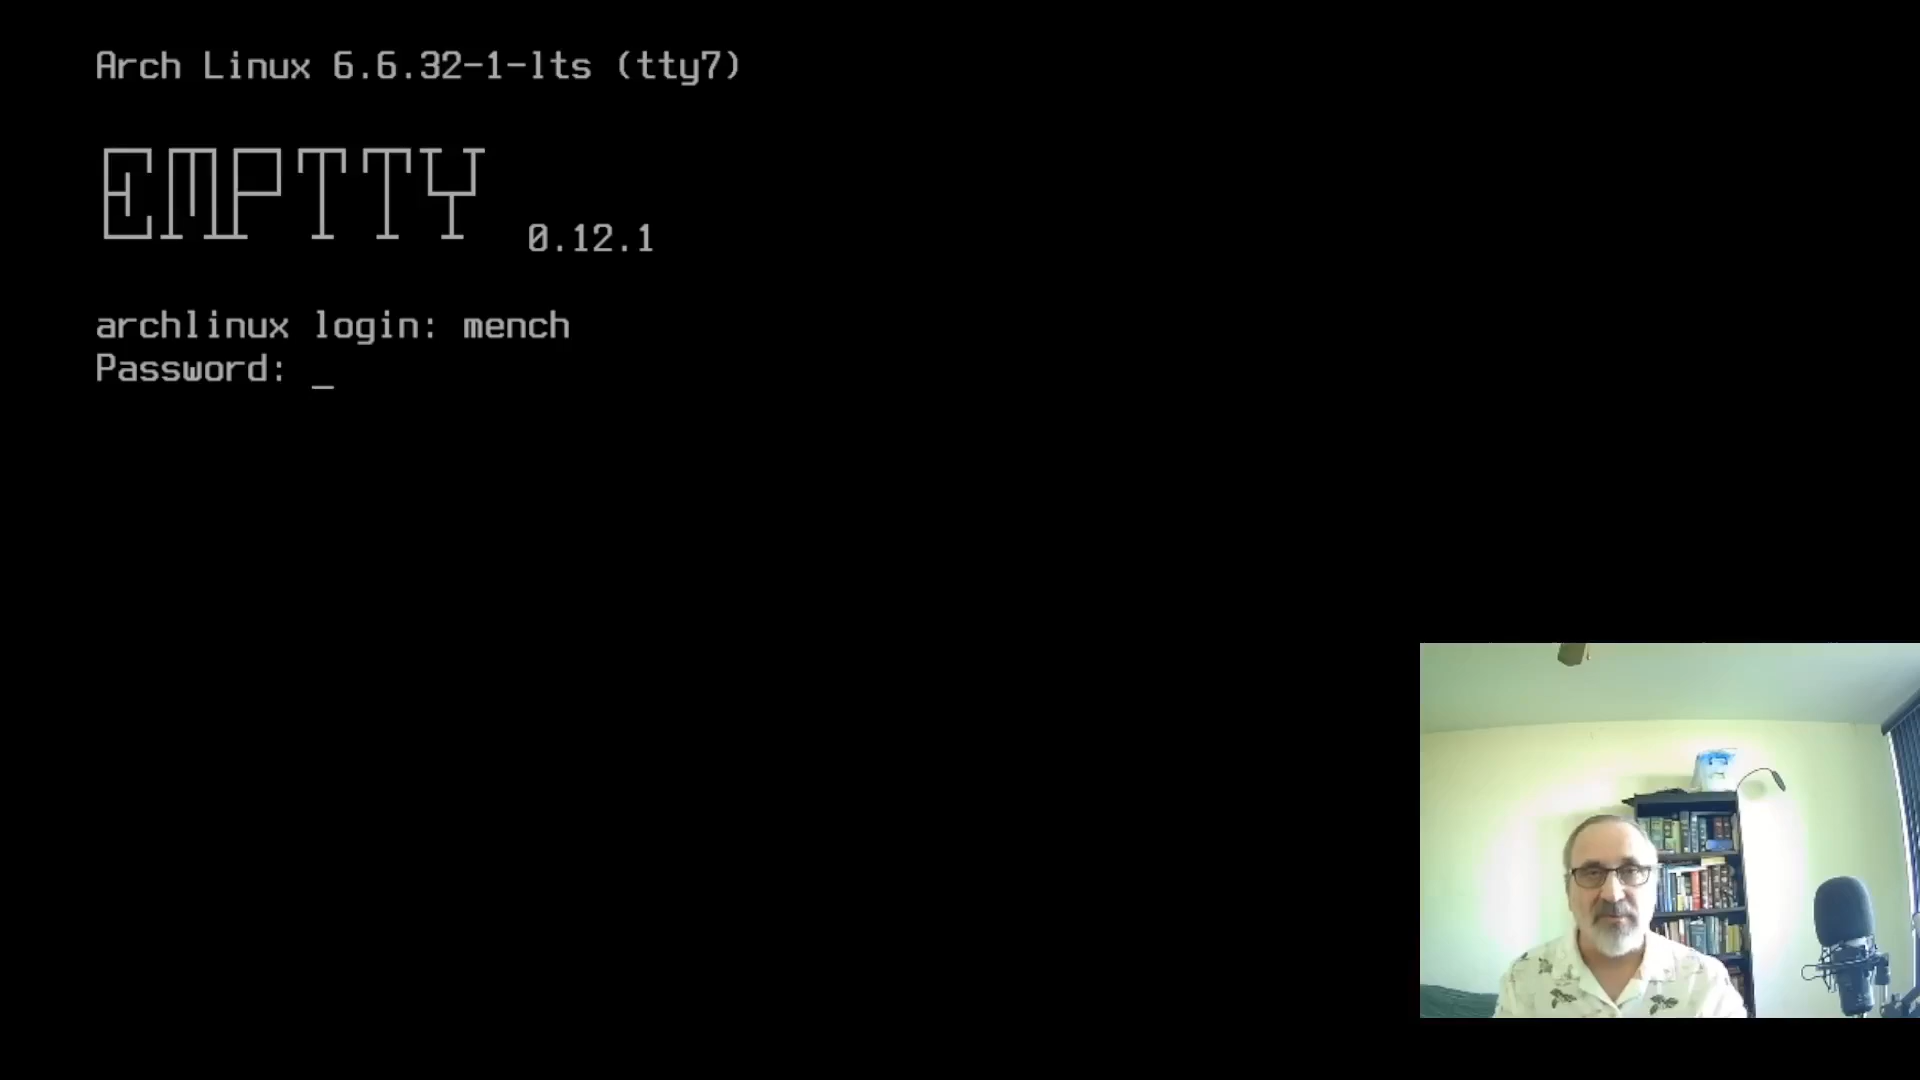 Arch Linux 6.6.32-1-lts (tty7)
EMPTTY 0.12.1
archlinux login: mench
Password: _